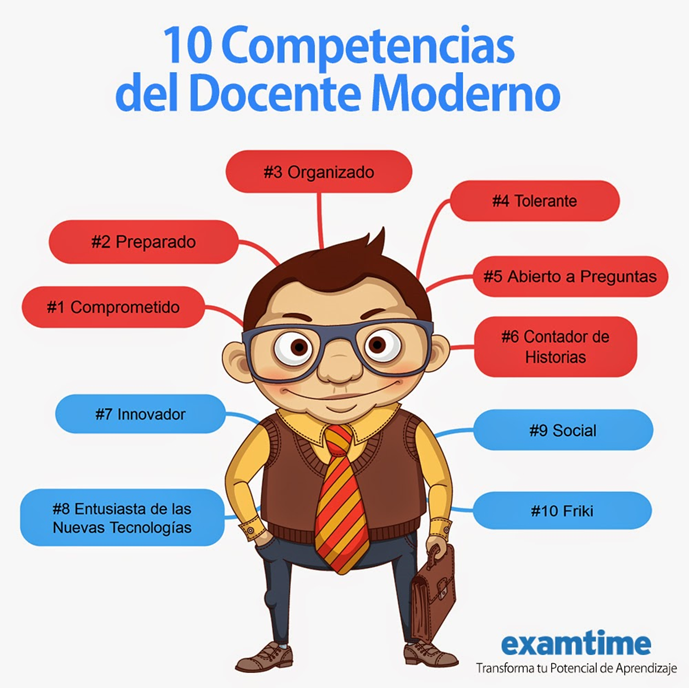 10 Competencias
del Docente Moderno
#3 Organizado
#4 Tolerante
#2 Preparado
#5 Abierto a Preguntas
#1 Comprometido
#6 Contador de
Historias
#7 Innovador
#9 Social
#8 Entusiasta de las
Nuevas Tecnologías
#10 Friki
examtime
Transforma tu Potencial de Aprendizaje